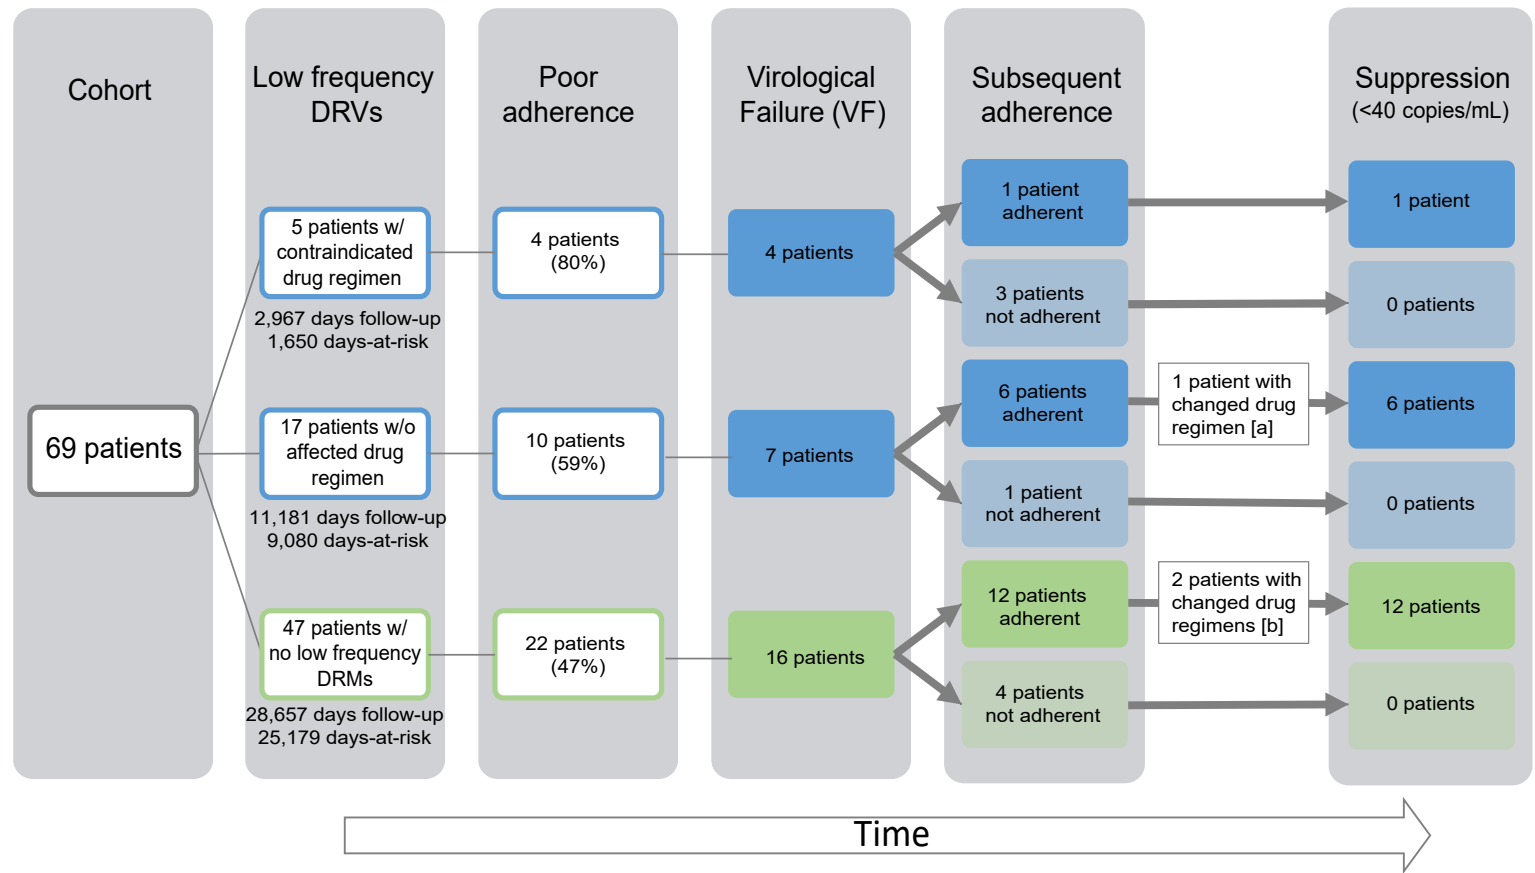 Cohort
Low frequency
DRVs
Poor
adherence
Virological
Failure (VF)
Subsequent
adherence
Suppression
(<40 copies/mL)
69 patients
5 patients w/
contraindicated
drug regimen
2,967 days follow-up
1,650 days-at-risk
4 patients
(80%)
4 patients
1 patient
adherent
1 patient
3 patients
not adherent
0 patients
17 patients w/o
affected drug
regimen
11,181 days follow-up
9,080 days-at-risk
10 patients
(59%)
7 patients
6 patients
adherent
1 patient with
changed drug
regimen [a]
6 patients
1 patient
not adherent
0 patients
47 patients w/
no low frequency
DRMs
28,657 days follow-up
25,179 days-at-risk
22 patients
(47%)
16 patients
12 patients
adherent
2 patients with
changed drug
regimens [b]
12 patients
4 patients
not adherent
0 patients
Time